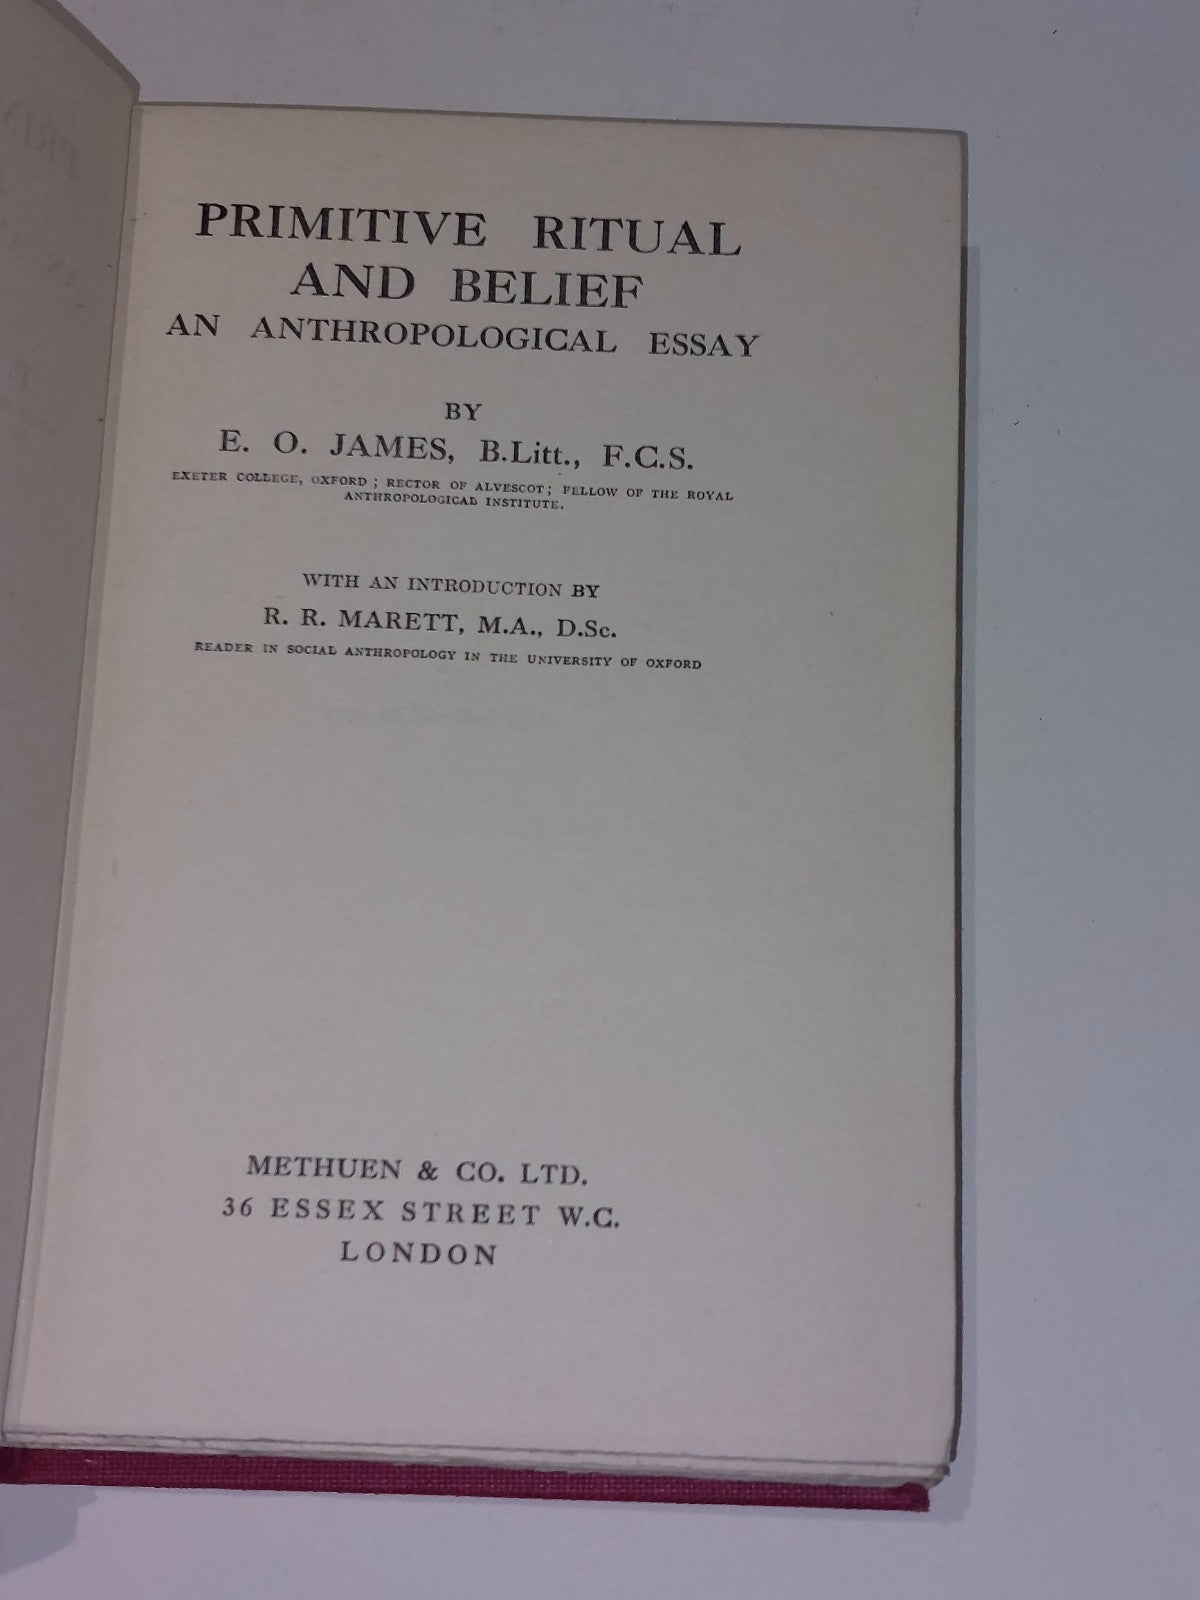 PRIMITIVE RITUAL
AND BELIEF
AN ANTHROPOLOGICAL ESSAY
BY
E. O. JAMES, B.Litt., F.C.S.
EXETER COLLEGE, OXFORD; RECTOR OF ALVESCOT; FELLOW OF THE ROYAL
ANTHROPOLOGICAL INSTITUTE.
WITH AN INTRODUCTION BY
R. R. MARETT, M.A., D.Sc.
READER IN SOCIAL ANTHROPOLOGY IN THE UNIVERSITY OF OXFORD
METHUEN & CO. LTD.
36 ESSEX STREET W.C.
LONDON